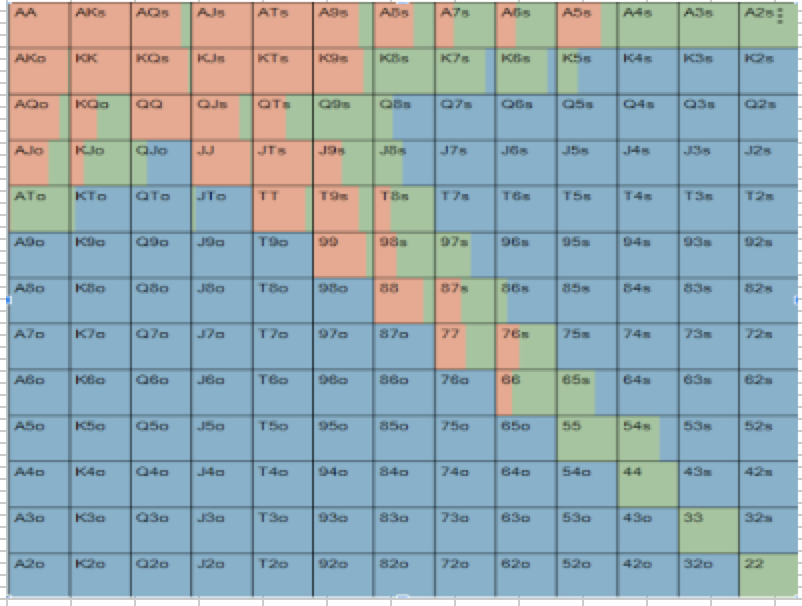 AA AKs AQs AJs ATs A9s A8s A7s A6s A5s A4s A3s A2s
AKo KK KQs KJs KTs K9s K8s K7s K6s K5s K4s K3s K2s
AQo KQo QQ QJs QTs Q9s Q8s Q7s Q6s Q5s Q4s Q3s Q2s
AJo KJo QJo JJ JTs J9s J8s J7s J6s J5s J4s J3s J2s
ATo KTo QTo JTo TT T9s T8s T7s T6s T5s T4s T3s T2s
A9o K9o Q9o J9o T9o 99 98s 97s 96s 95s 94s 93s 92s
A8o K8o Q8o J8o T8o 98o 88 87s 86s 85s 84s 83s 82s
A7o K7o Q7o J7o T7o 97o 87o 77 76s 75s 74s 73s 72s
A6o K6o Q6o J6o T6o 96o 86o 76o 66 65s 64s 63s 62s
A5o K5o Q5o J5o T5o 95o 85o 75o 65o 55 54s 53s 52s
A4o K4o Q4o J4o T4o 94o 84o 74o 64o 54o 44 43s 42s
A3o K3o Q3o J3o T3o 93o 83o 73o 63o 53o 43o 33 32s
A2o K2o Q2o J2o T2o 92o 82o 72o 62o 52o 42o 32o 22